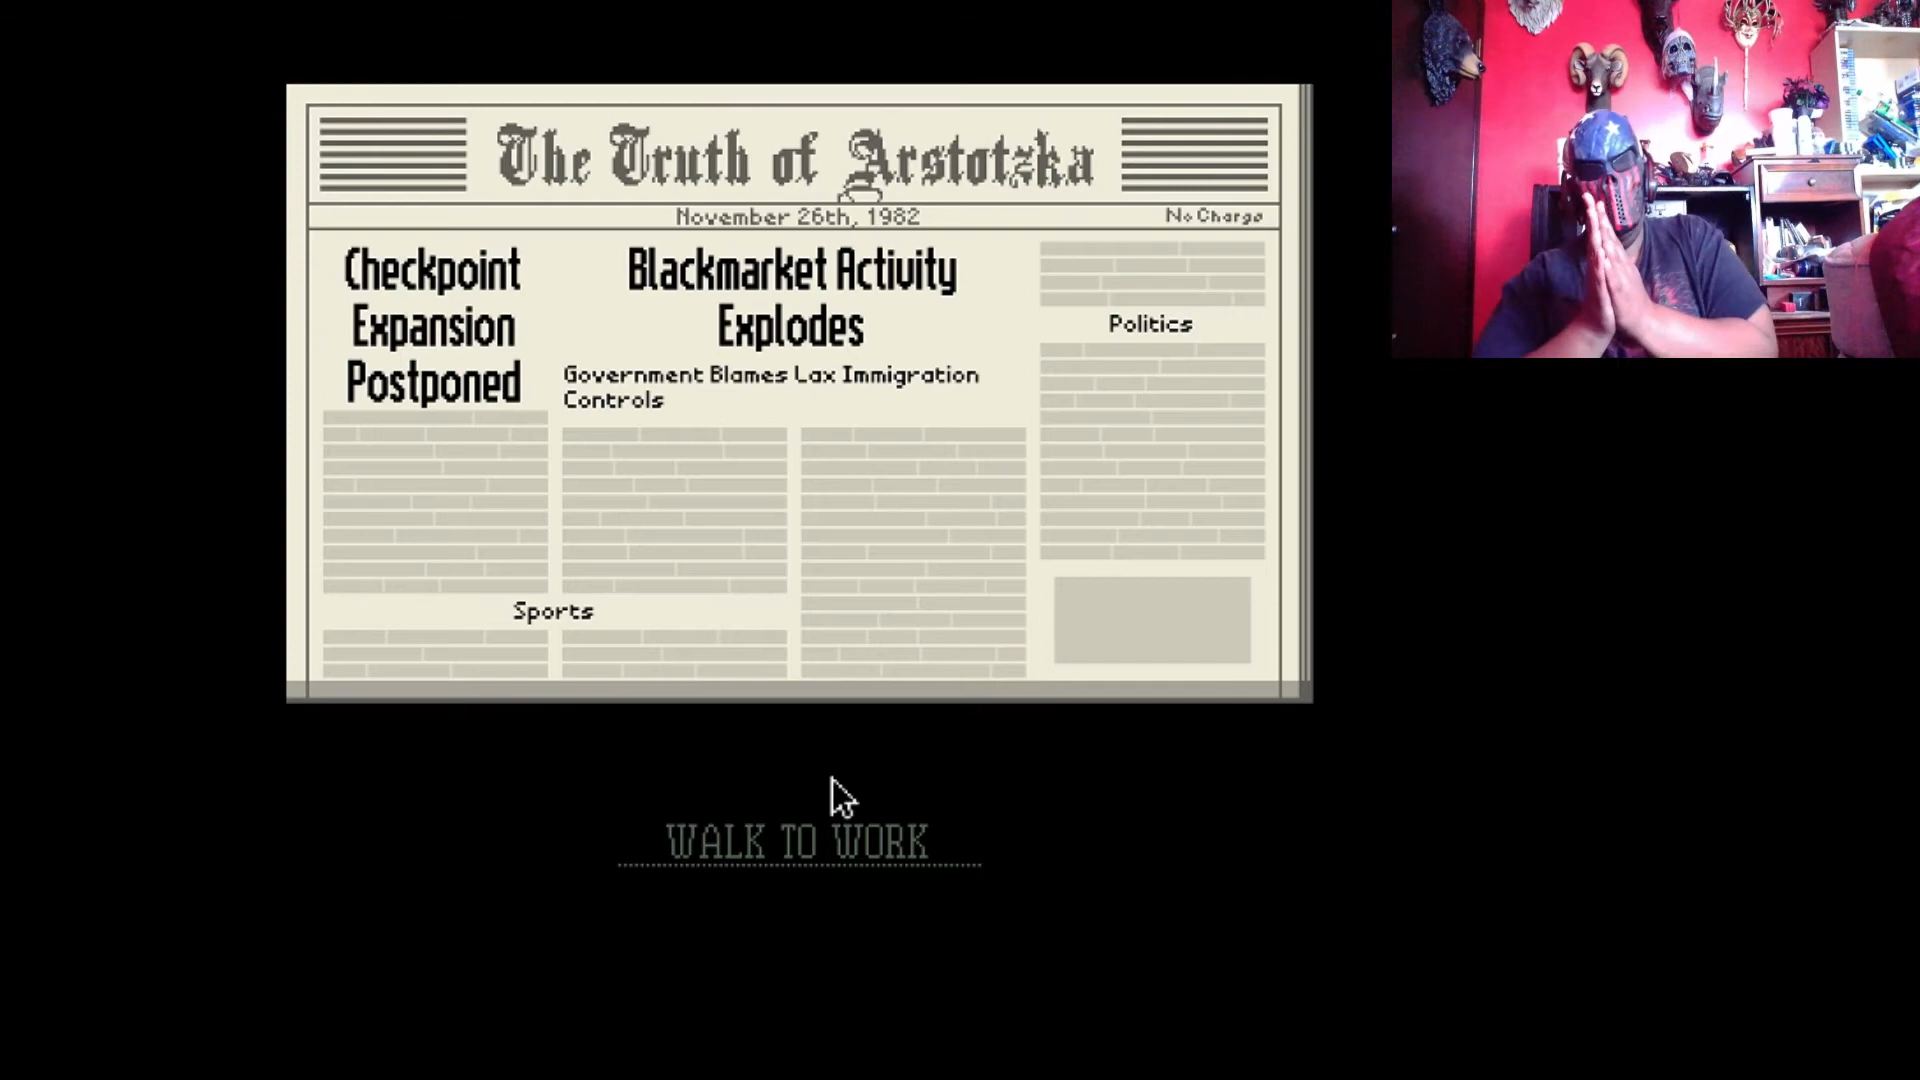 The Truth of Arstotzka
November 26th, 1982
No Charge
Checkpoint
Expansion
Postponed
Blackmarket Activity
Explodes
Government Blames Lax Immigration
Controls
Politics
Sports
WALK TO WORK